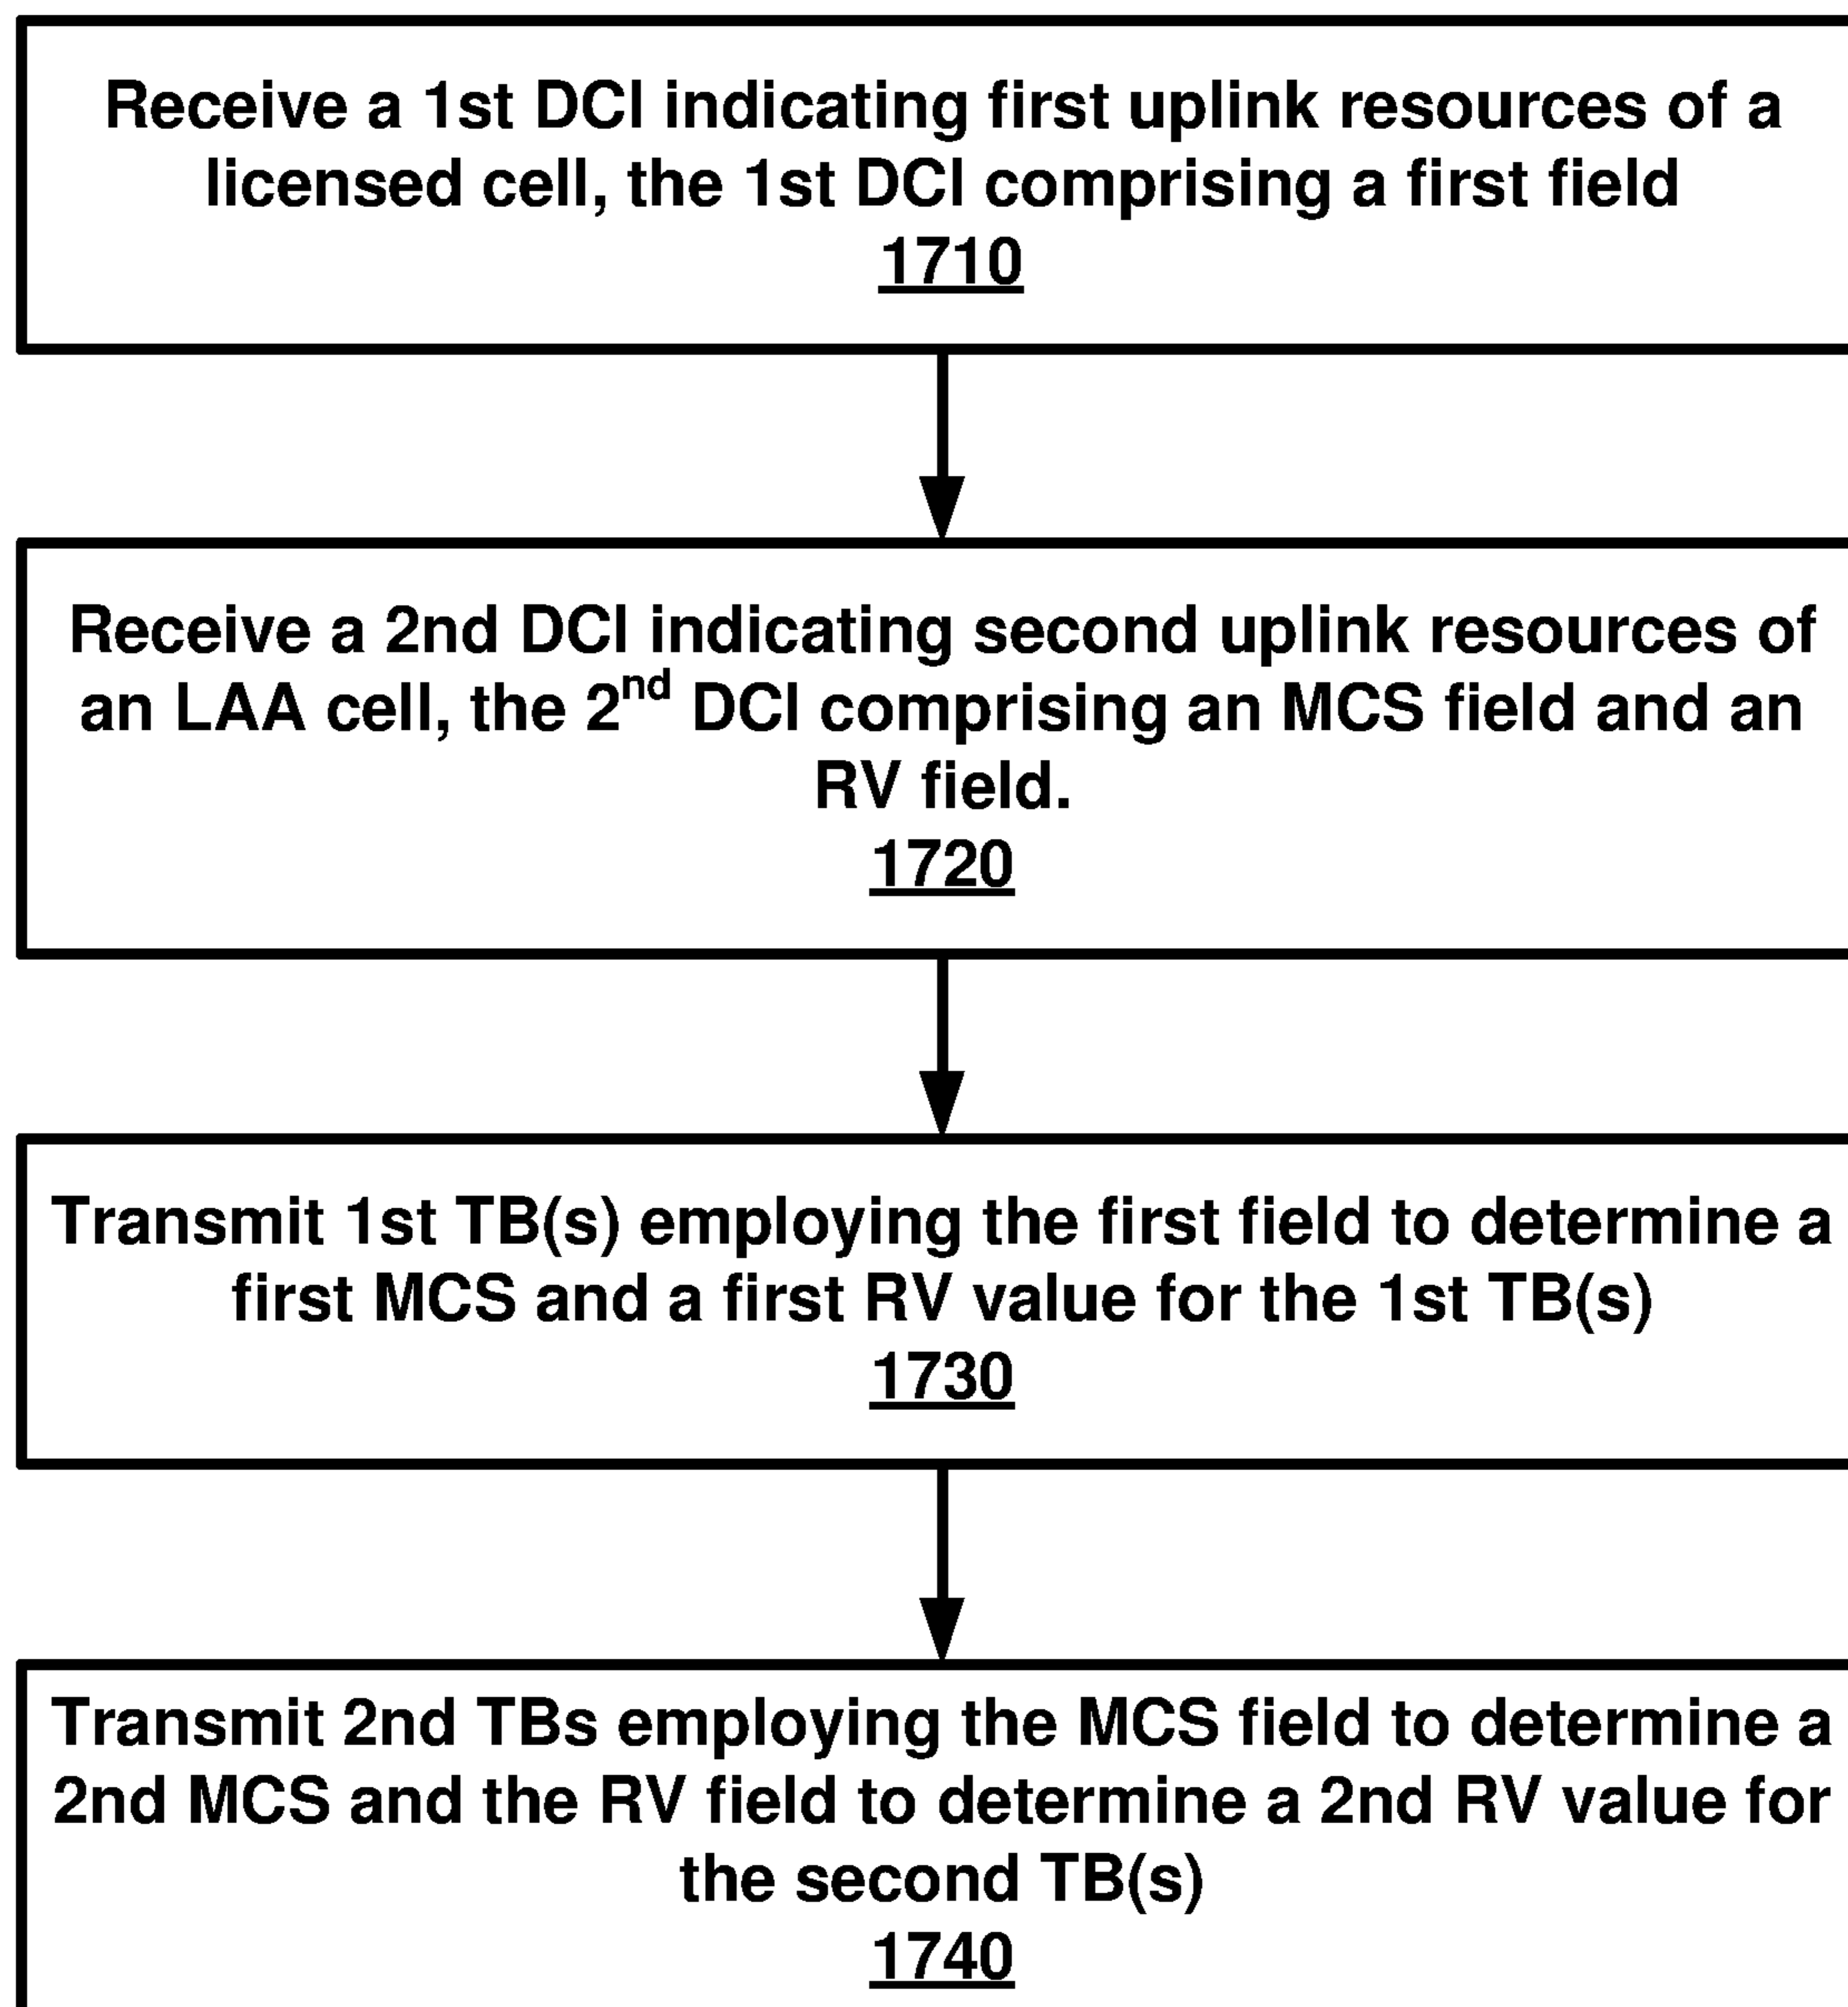 Receive a 1st DCI indicating first uplink resources of a
licensed cell, the 1st DCI comprising a first field
1710
Receive a 2nd DCI indicating second uplink resources of
an LAA cell, the 2nd DCI comprising an MCS field and an
RV field.
1720
Transmit 1st TB(s) employing the first field to determine a
first MCS and a first RV value for the 1st TB(s)
1730
Transmit 2nd TBs employing the MCS field to determine a
2nd MCS and the RV field to determine a 2nd RV value for
the second TB(s)
1740